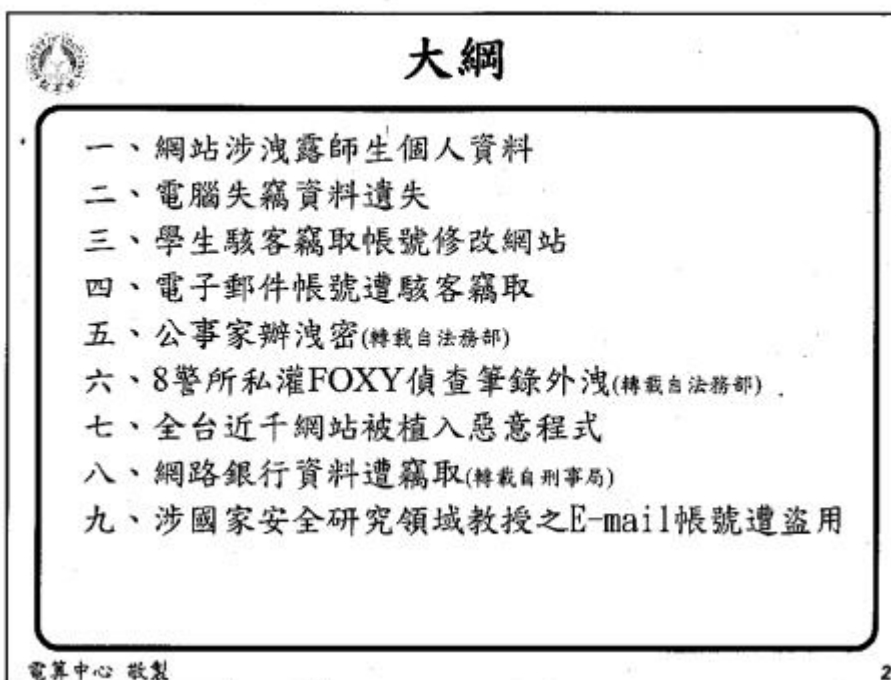 大綱
一、網站涉洩露師生個人資料
二、電腦失竊資料遺失
三、學生駭客竊取帳號修改網站
四、電子郵件帳號遭駭客竊取
五、公事家辦洩密(轉載自法務部)
六、8警所私灌FOXY偵查筆錄外洩(轉載自法務部)
七、全台近千網站被植入惡意程式
八、網路銀行資料遭竊取(轉載自刑事局)
九、涉國家安全研究領域教授之E-mail帳號遭盜用
電算中心 敬製
2